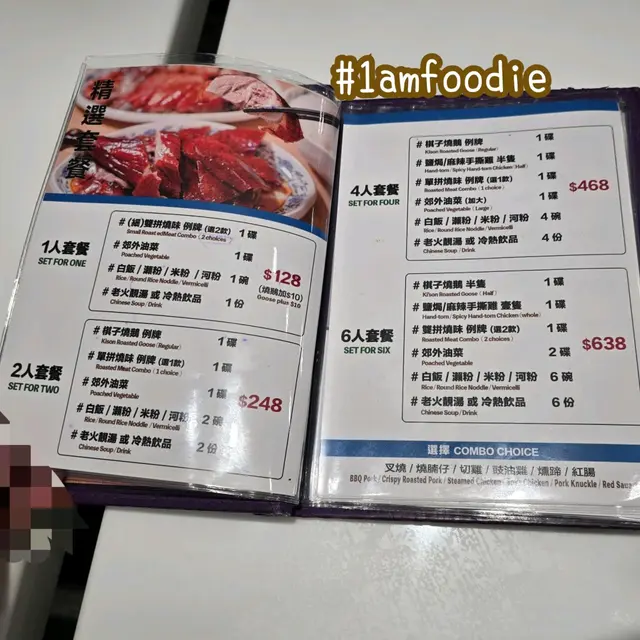 #1amfoodie
精選套餐
1人套餐
SET FOR ONE
# (細)雙拼燒味 例牌 (選2款) 1碟
Small Roasted Meat Combo (2 choices)
# 郊外油菜 1碟
Poached Vegetable
# 白飯 / 瀨粉 / 米粉 / 河粉 1碗
Rice / Round Rice Noddle / Vermicelli
# 老火靚湯 或 冷熱飲品 1份
Chinese Soup / Drink
$128
(燒鵝加$10)
Goose plus $10
2人套餐
SET FOR TWO
# 棋子燒鵝 例牌 1碟
Kison Roasted Goose (Regular)
# 單拼燒味 例牌 (選1款) 1碟
Roasted Meat Combo (1 choice)
# 郊外油菜 1碟
Poached Vegetable
# 白飯 / 瀨粉 / 米粉 / 河粉 2碗
Rice / Round Rice Noddle / Vermicelli
# 老火靚湯 或 冷熱飲品 2份
Chinese Soup / Drink
$248
4人套餐
SET FOR FOUR
# 棋子燒鵝 例牌 1碟
Kison Roasted Goose (Regular)
# 鹽焗/麻辣手撕雞 半隻 1碟
Hand-torn / Spicy Hand-torn Chicken (Half)
# 單拼燒味 例牌 (選1款) 1碟
Roasted Meat Combo (1 choice)
# 郊外油菜 (加大) 1碟
Poached Vegetable (Large)
# 白飯 / 瀨粉 / 米粉 / 河粉 4碗
Rice / Round Rice Noddle / Vermicelli
# 老火靚湯 或 冷熱飲品 4份
Chinese Soup / Drink
$468
6人套餐
SET FOR SIX
# 棋子燒鵝 半隻 1碟
Ki'son Roasted Goose (Half)
# 鹽焗/麻辣手撕雞 壹隻 1碟
Hand-torn / Spicy Hand-torn Chicken (whole)
# 雙拼燒味 例牌 (選2款) 1碟
Roasted Meat Combo (2 choices)
# 郊外油菜 2碟
Poached Vegetable
# 白飯 / 瀨粉 / 米粉 / 河粉 6碗
Rice / Round Rice Noddle / Vermicelli
# 老火靚湯 或 冷熱飲品 6份
Chinese Soup / Drink
$638
選擇 COMBO CHOICE
叉燒 / 燒腩仔 / 切雞 / 豉油雞 / 燻蹄 / 紅腸
BBQ Pork / Crispy Roasted Pork / Steamed Chicken / Chicken / Pork Knuckle / Red Saus